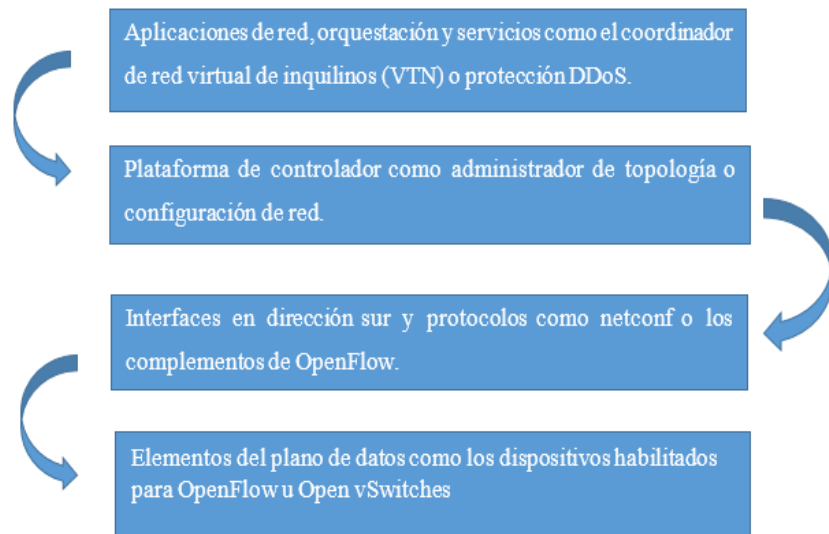 Aplicaciones de red, orquestación y servicios como el coordinador
de red virtual de inquilinos (VTN) o protección DDoS.
Plataforma de controlador como administrador de topología o
configuración de red.
Interfaces en dirección sur y protocolos como netconf o los
complementos de OpenFlow.
Elementos del plano de datos como los dispositivos habilitados
para OpenFlow u Open vSwitches